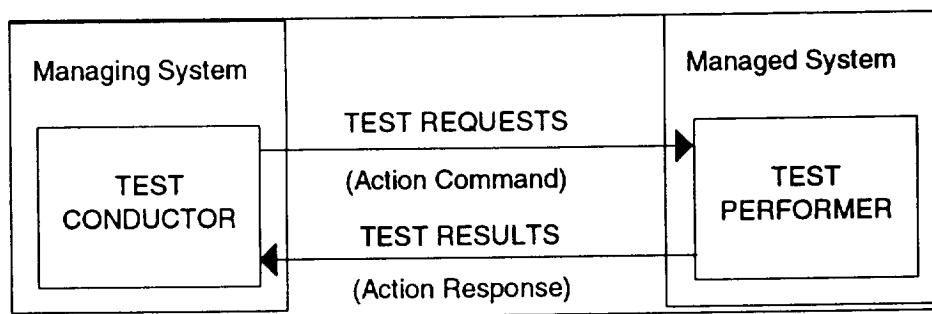 Managing System
Managed System
TEST REQUESTS
(Action Command)
TEST
CONDUCTOR
TEST
PERFORMER
TEST RESULTS
(Action Response)